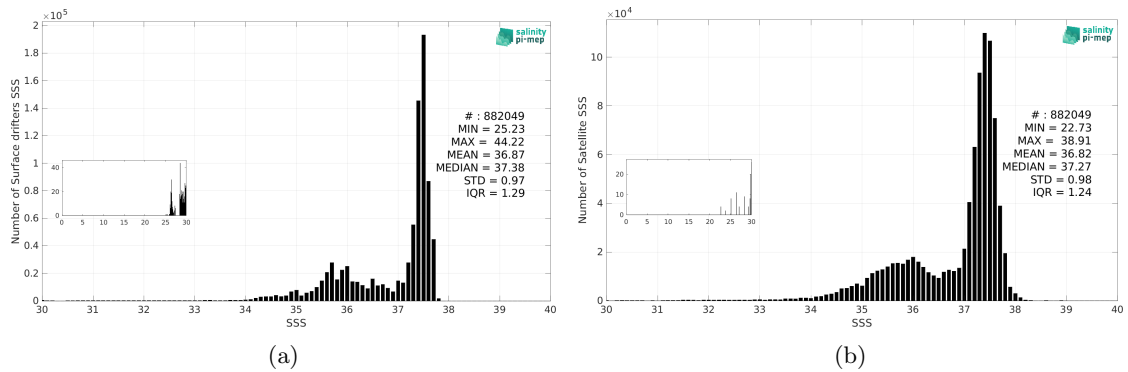 ×10⁵
2
1.8
1.6
1.4
1.2
1
0.8
0.6
0.4
0.2
0
Number of Surface drifters SSS
salinity
pi-mep
# : 882049
MIN = 25.23
MAX = 44.22
MEAN = 36.87
MEDIAN = 37.38
STD = 0.97
IQR = 1.29
40
20
0
0 5 10 15 20 25 30
30 31 32 33 34 35 36 37 38 39 40
SSS
(a)
×10⁴
10
8
6
4
2
0
Number of Satellite SSS
salinity
pi-mep
# : 882049
MIN = 22.73
MAX = 38.91
MEAN = 36.82
MEDIAN = 37.27
STD = 0.98
IQR = 1.24
20
10
0
0 5 10 15 20 25 30
30 31 32 33 34 35 36 37 38 39 40
SSS
(b)